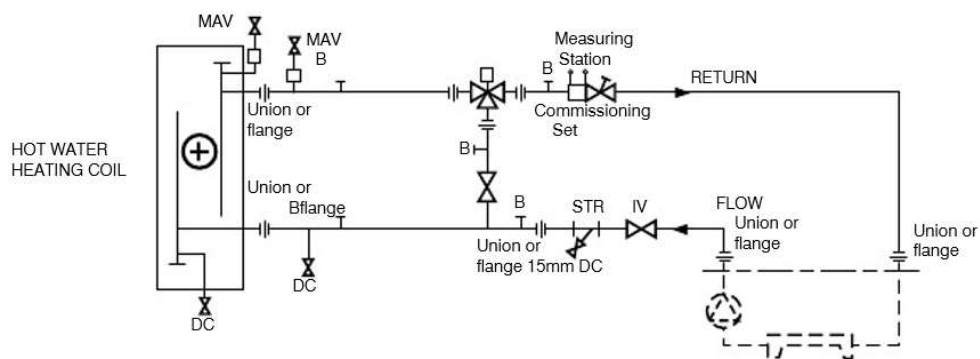 MAV
MAV
B
Measuring
Station
B
RETURN
Union or
flange
Commissioning
Set
HOT WATER
HEATING COIL
B
Union or
Bflange
B
STR
IV
FLOW
Union or
flange
Union or
flange
Union or
flange 15mm DC
DC
DC